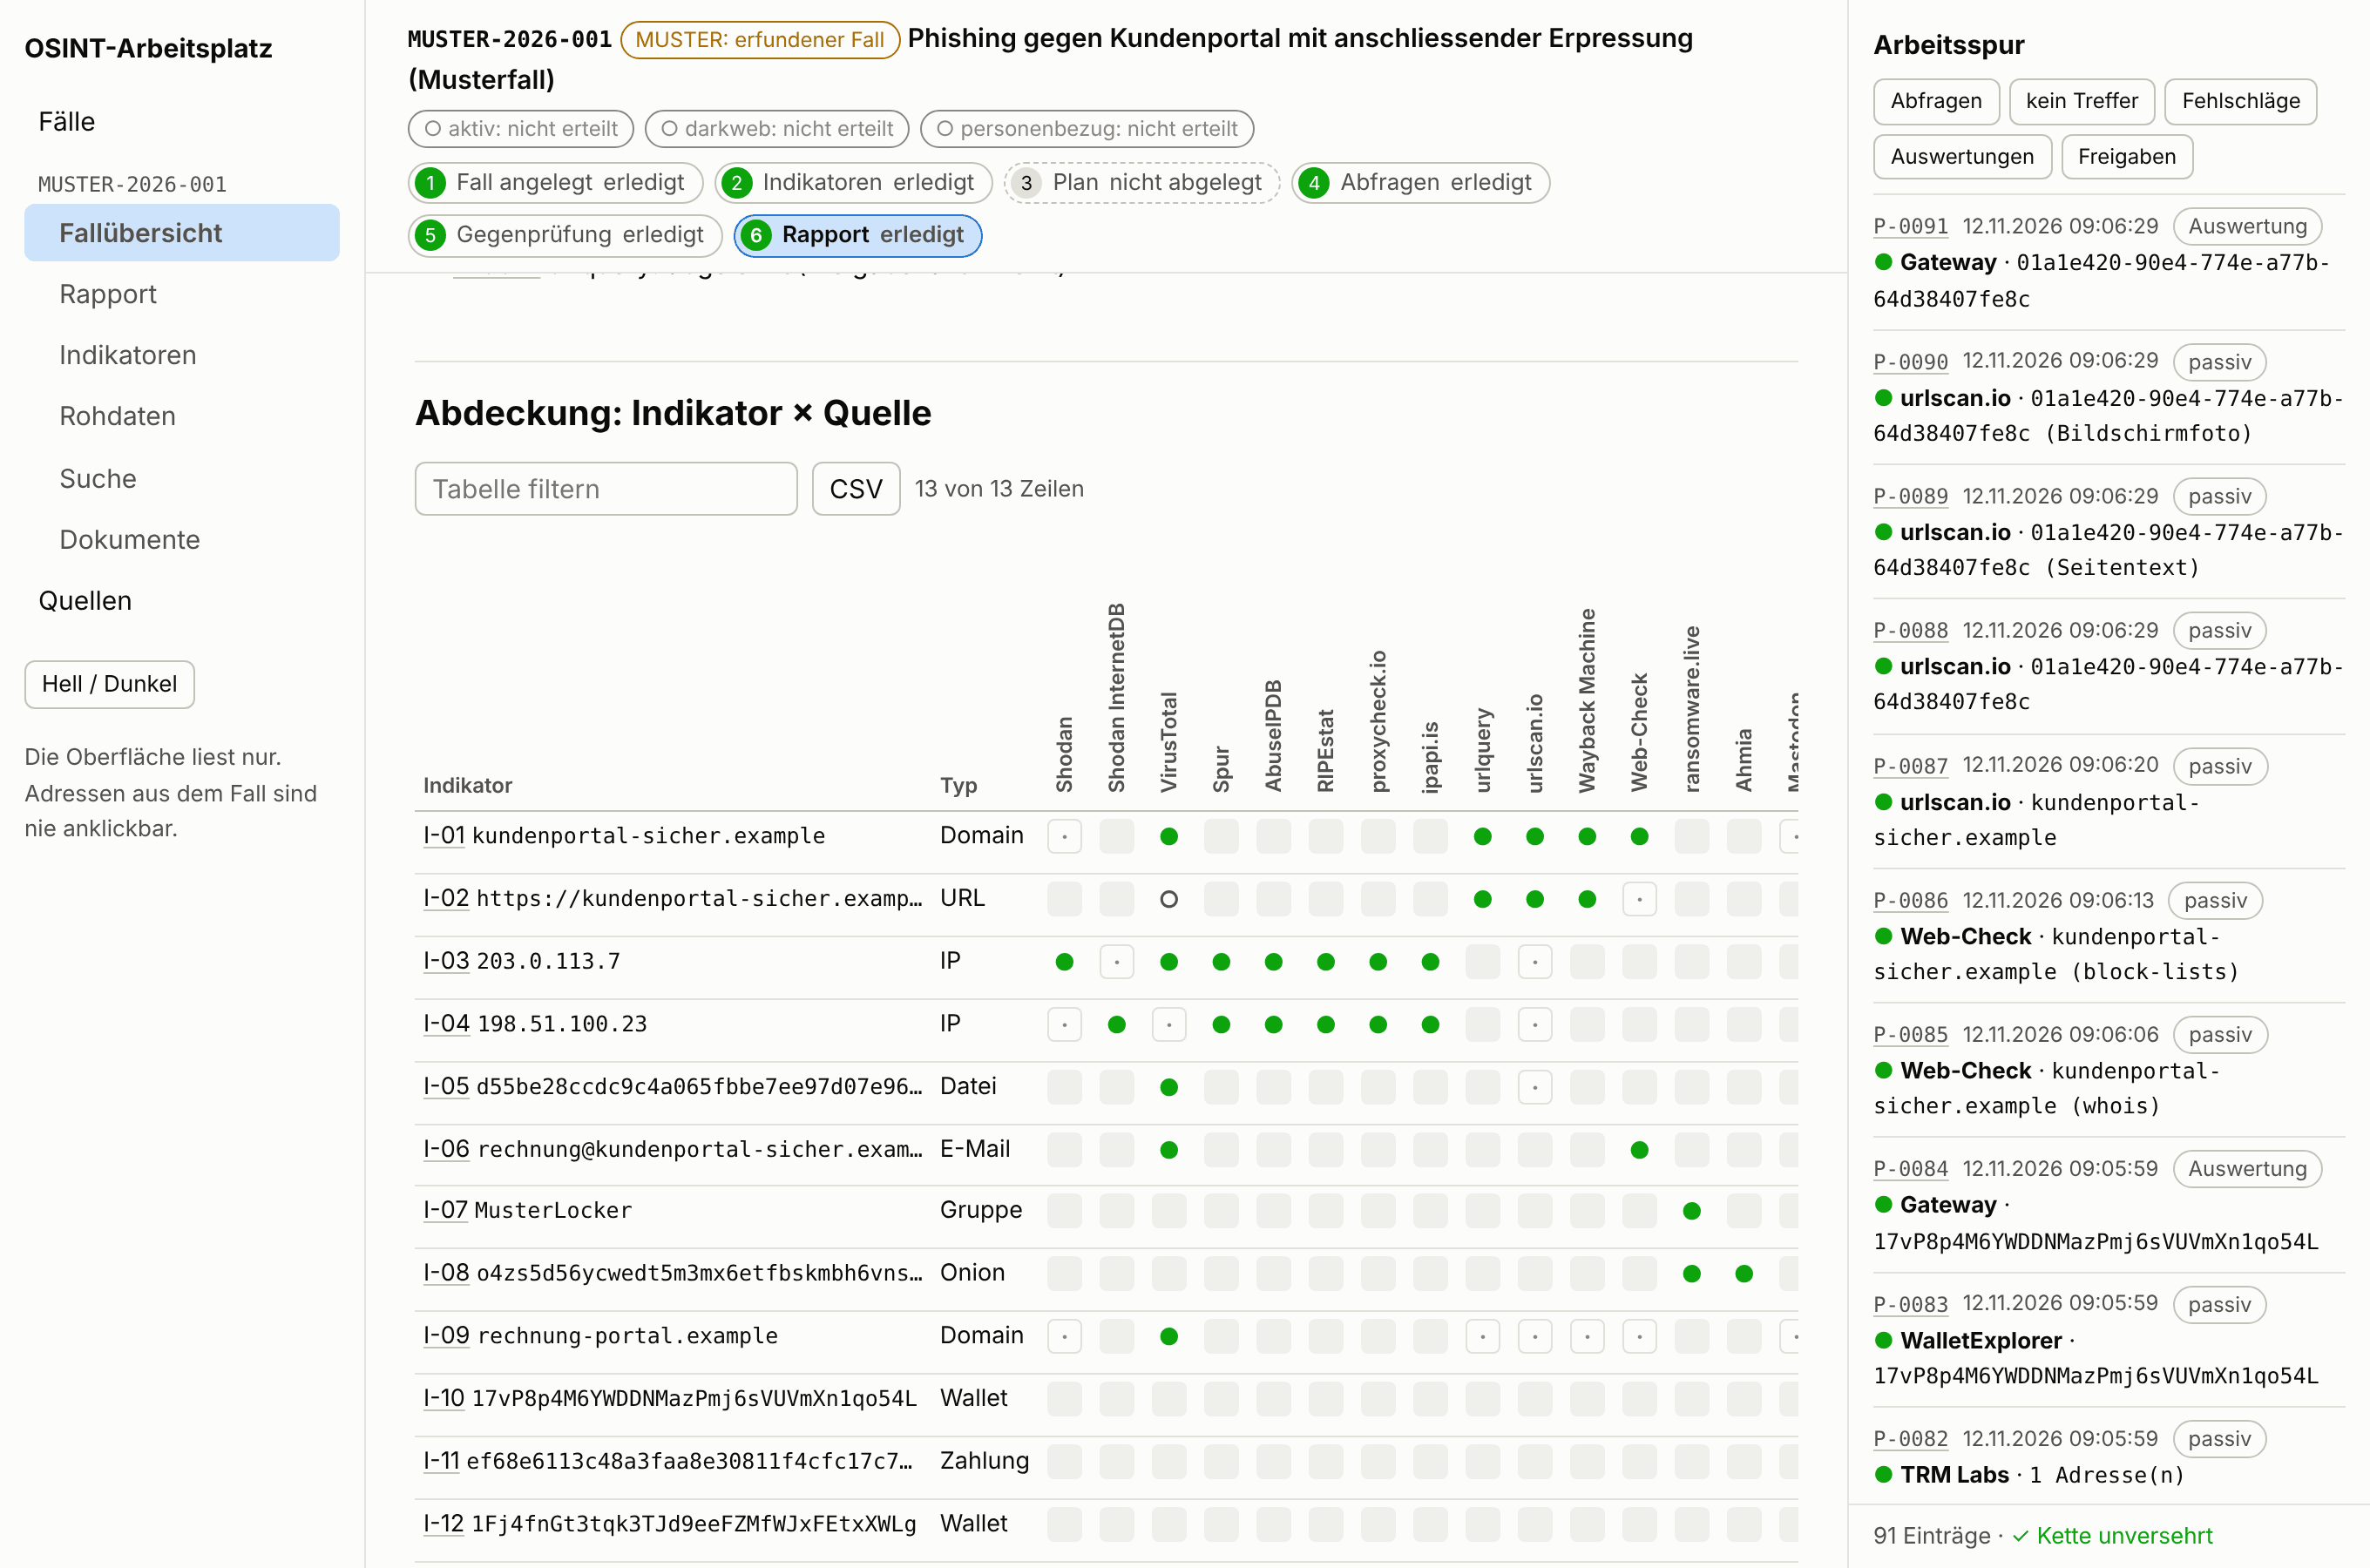 OSINT-Arbeitsplatz
Fälle
MUSTER-2026-001
Fallübersicht
Rapport
Indikatoren
Rohdaten
Suche
Dokumente
Quellen
Hell / Dunkel
Die Oberfläche liest nur.
Adressen aus dem Fall sind
nie anklickbar.
MUSTER-2026-001 MUSTER: erfundener Fall Phishing gegen Kundenportal mit anschliessender Erpressung
(Musterfall)
aktiv: nicht erteilt darkweb: nicht erteilt personenbezug: nicht erteilt
1 Fall angelegt erledigt 2 Indikatoren erledigt 3 Plan nicht abgelegt 4 Abfragen erledigt
5 Gegenprüfung erledigt 6 Rapport erledigt
Abdeckung: Indikator × Quelle
Tabelle filtern CSV 13 von 13 Zeilen
Indikator Typ Shodan Shodan InternetDB VirusTotal Spur AbuseIPDB RIPEstat proxycheck.io ipapi.is urlquery urlscan.io Wayback Machine Web-Check ransomware.live Ahmia Mastodon
I-01 kundenportal-sicher.example Domain
I-02 https://kundenportal-sicher.examp… URL
I-03 203.0.113.7 IP
I-04 198.51.100.23 IP
I-05 d55be28ccdc9c4a065fbbe7ee97d07e96… Datei
I-06 rechnung@kundenportal-sicher.exam… E-Mail
I-07 MusterLocker Gruppe
I-08 o4zs5d56ycwedt5m3mx6etfbskmbh6vns… Onion
I-09 rechnung-portal.example Domain
I-10 17vP8p4M6YWDDNMazPmj6sVUVmXn1qo54L Wallet
I-11 ef68e6113c48a3faa8e30811f4cfc17c7… Zahlung
I-12 1Fj4fnGt3tqk3TJd9eeFZMfWJxFEtxXWLg Wallet
Arbeitsspur
Abfragen kein Treffer Fehlschläge
Auswertungen Freigaben
P-0091 12.11.2026 09:06:29 Auswertung
Gateway · 01a1e420-90e4-774e-a77b-
64d38407fe8c
P-0090 12.11.2026 09:06:29 passiv
urlscan.io · 01a1e420-90e4-774e-a77b-
64d38407fe8c (Bildschirmfoto)
P-0089 12.11.2026 09:06:29 passiv
urlscan.io · 01a1e420-90e4-774e-a77b-
64d38407fe8c (Seitentext)
P-0088 12.11.2026 09:06:29 passiv
urlscan.io · 01a1e420-90e4-774e-a77b-
64d38407fe8c
P-0087 12.11.2026 09:06:20 passiv
urlscan.io · kundenportal-
sicher.example
P-0086 12.11.2026 09:06:13 passiv
Web-Check · kundenportal-
sicher.example (block-lists)
P-0085 12.11.2026 09:06:06 passiv
Web-Check · kundenportal-
sicher.example (whois)
P-0084 12.11.2026 09:05:59 Auswertung
Gateway ·
17vP8p4M6YWDDNMazPmj6sVUVmXn1qo54L
P-0083 12.11.2026 09:05:59 passiv
WalletExplorer ·
17vP8p4M6YWDDNMazPmj6sVUVmXn1qo54L
P-0082 12.11.2026 09:05:59 passiv
TRM Labs · 1 Adresse(n)
91 Einträge · ✓ Kette unversehrt